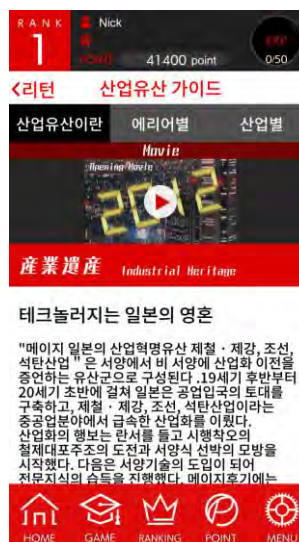 RANK
1
Nick
POINT 41400 point
EXP
0/50
<리턴 산업유산 가이드
산업유산이란 에리어별 산업별
Movie
Opening Movie
2012
産業遺産 Industrial Heritage
테크놀러지는 일본의 영혼
"메이지 일본의 산업혁명유산 제철 · 제강, 조선,
석탄산업 " 은 서양에서 비 서양에 산업화 이전을
증언하는 유산군으로 구성된다 .19세기 후반부터
20세기 초반에 걸쳐 일본은 공업입국의 토대를
구축하고, 제철 · 제강, 조선, 석탄산업이라는
중공업분야에서 급속한 산업화를 이뤘다.
산업화의 행보는 란서를 들고 시행착오의
철제대포주조의 도전과 서양식 선박의 모방을
시작했다. 다음은 서양기술의 도입이 되어
전문지식의 습득을 진행했다. 메이지후기에는
HOME GAME RANKING POINT MENU